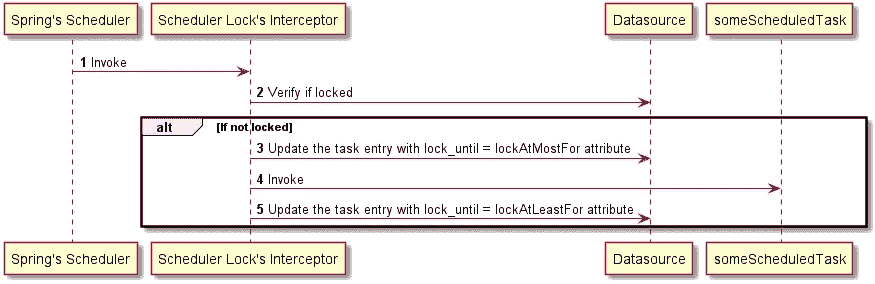 Spring's Scheduler
Scheduler Lock's Interceptor
Datasource
someScheduledTask
1 Invoke
2 Verify if locked
alt [If not locked]
3 Update the task entry with lock_until = lockAtMostFor attribute
4 Invoke
5 Update the task entry with lock_until = lockAtLeastFor attribute
Spring's Scheduler
Scheduler Lock's Interceptor
Datasource
someScheduledTask